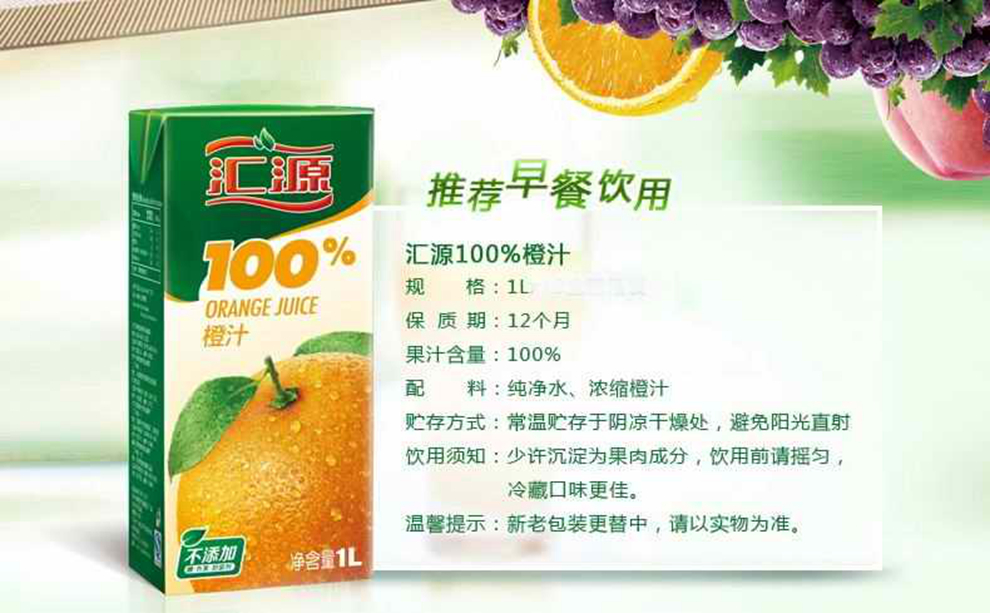 推荐早餐饮用
汇源
100%
ORANGE JUICE
橙汁
不添加
净含量1L
汇源100%橙汁
规 格：1L
保 质 期：12个月
果汁含量：100%
配 料：纯净水、浓缩橙汁
贮存方式：常温贮存于阴凉干燥处，避免阳光直射
饮用须知：少许沉淀为果肉成分，饮用前请摇匀，
冷藏口味更佳。
温馨提示：新老包装更替中，请以实物为准。